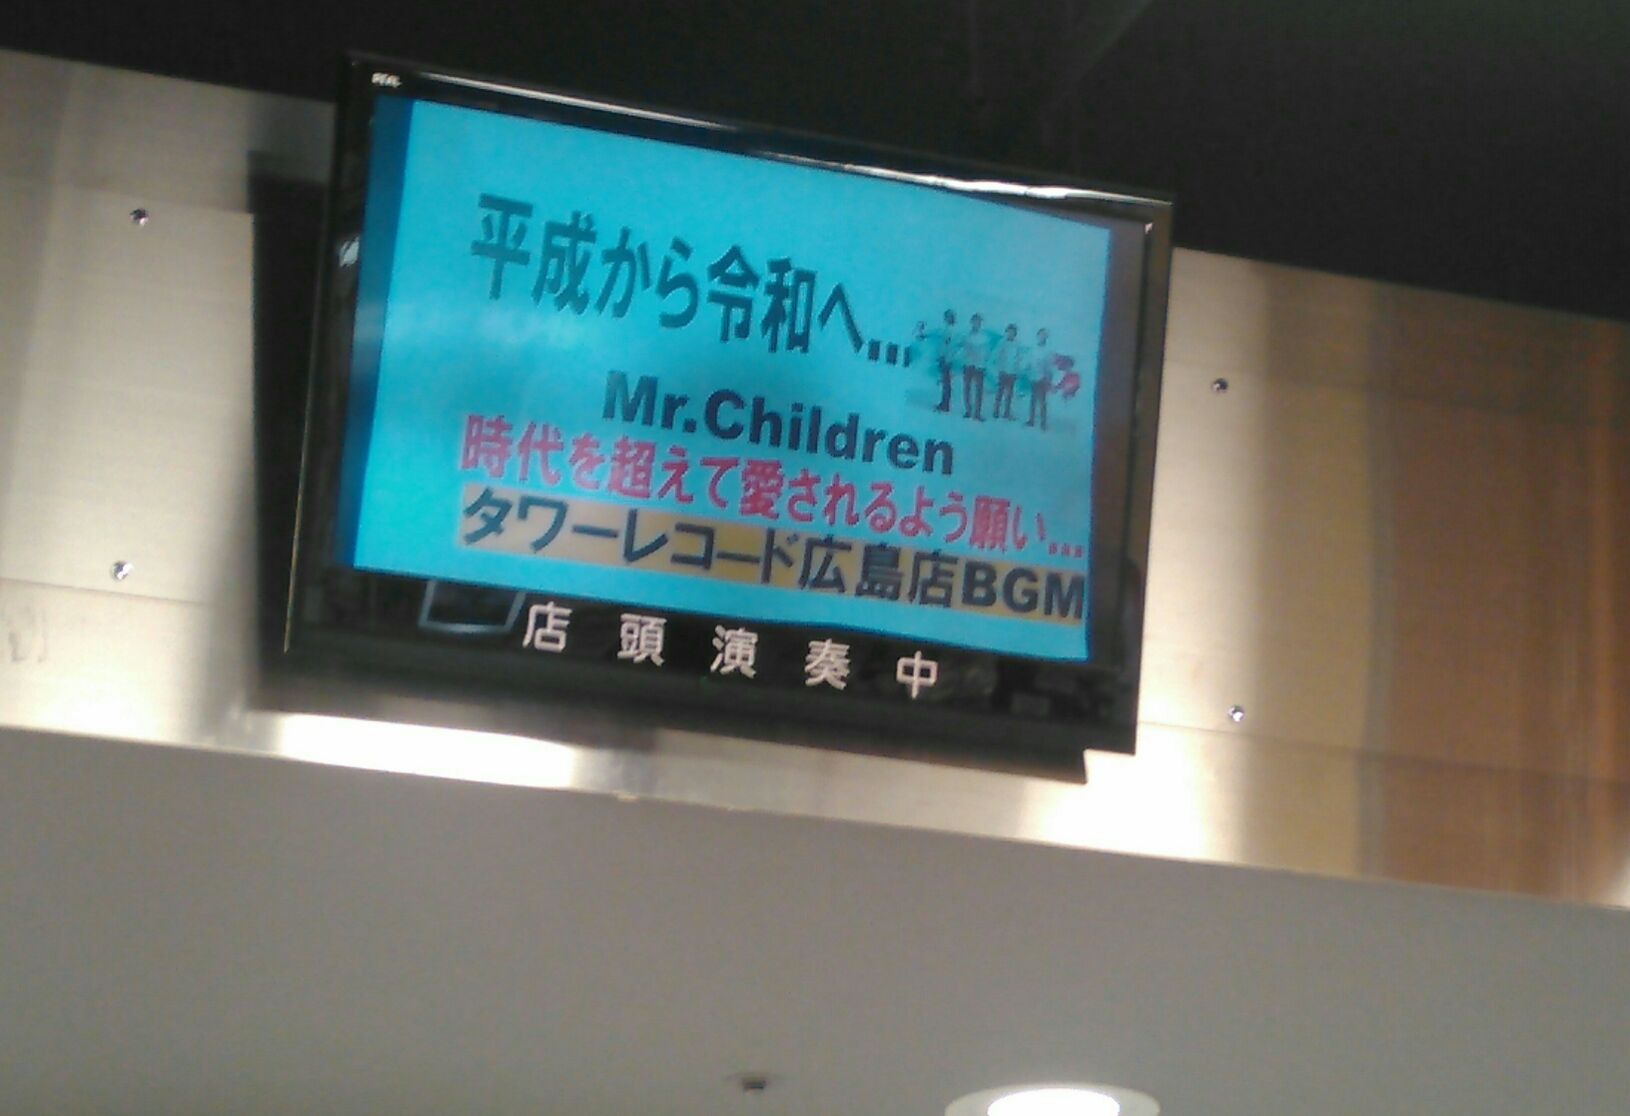 平成から令和へ...
Mr.Children
時代を超えて愛されるよう願い...
タワーレコード広島店BGM
店頭演奏中